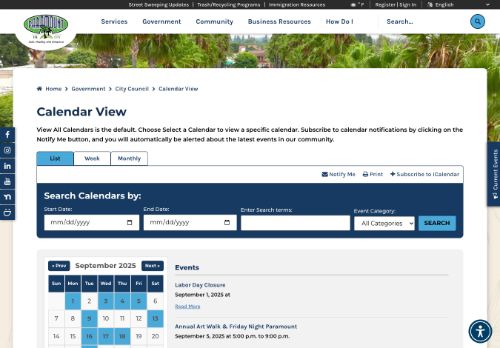 Street Sweeping Updates | Trash/Recycling Programs | Immigration Resources
°F | Register | Sign In | English
PARAMOUNT
Services Government Community Business Resources How Do I Search...
Home > Government > City Council > Calendar View
Calendar View
View All Calendars is the default. Choose Select a Calendar to view a specific calendar. Subscribe to calendar notifications by clicking on the
Notify Me button, and you will automatically be alerted about the latest events in our community.
List Week Monthly
Notify Me Print Subscribe to iCalendar
Search Calendars by:
Start Date: End Date: Enter Search terms: Event Category:
mm/dd/yyyy mm/dd/yyyy All Categories SEARCH
Current Events
« Prev September 2025 Next »
Sun Mon Tue Wed Thu Fri Sat
1 2 3 4 5 6
7 8 9 10 11 12 13
14 15 16 17 18 19 20
Events
Labor Day Closure
September 1, 2025 at
Read More
Annual Art Walk & Friday Night Paramount
September 5, 2025 at 5:00 p.m. to 9:00 p.m.